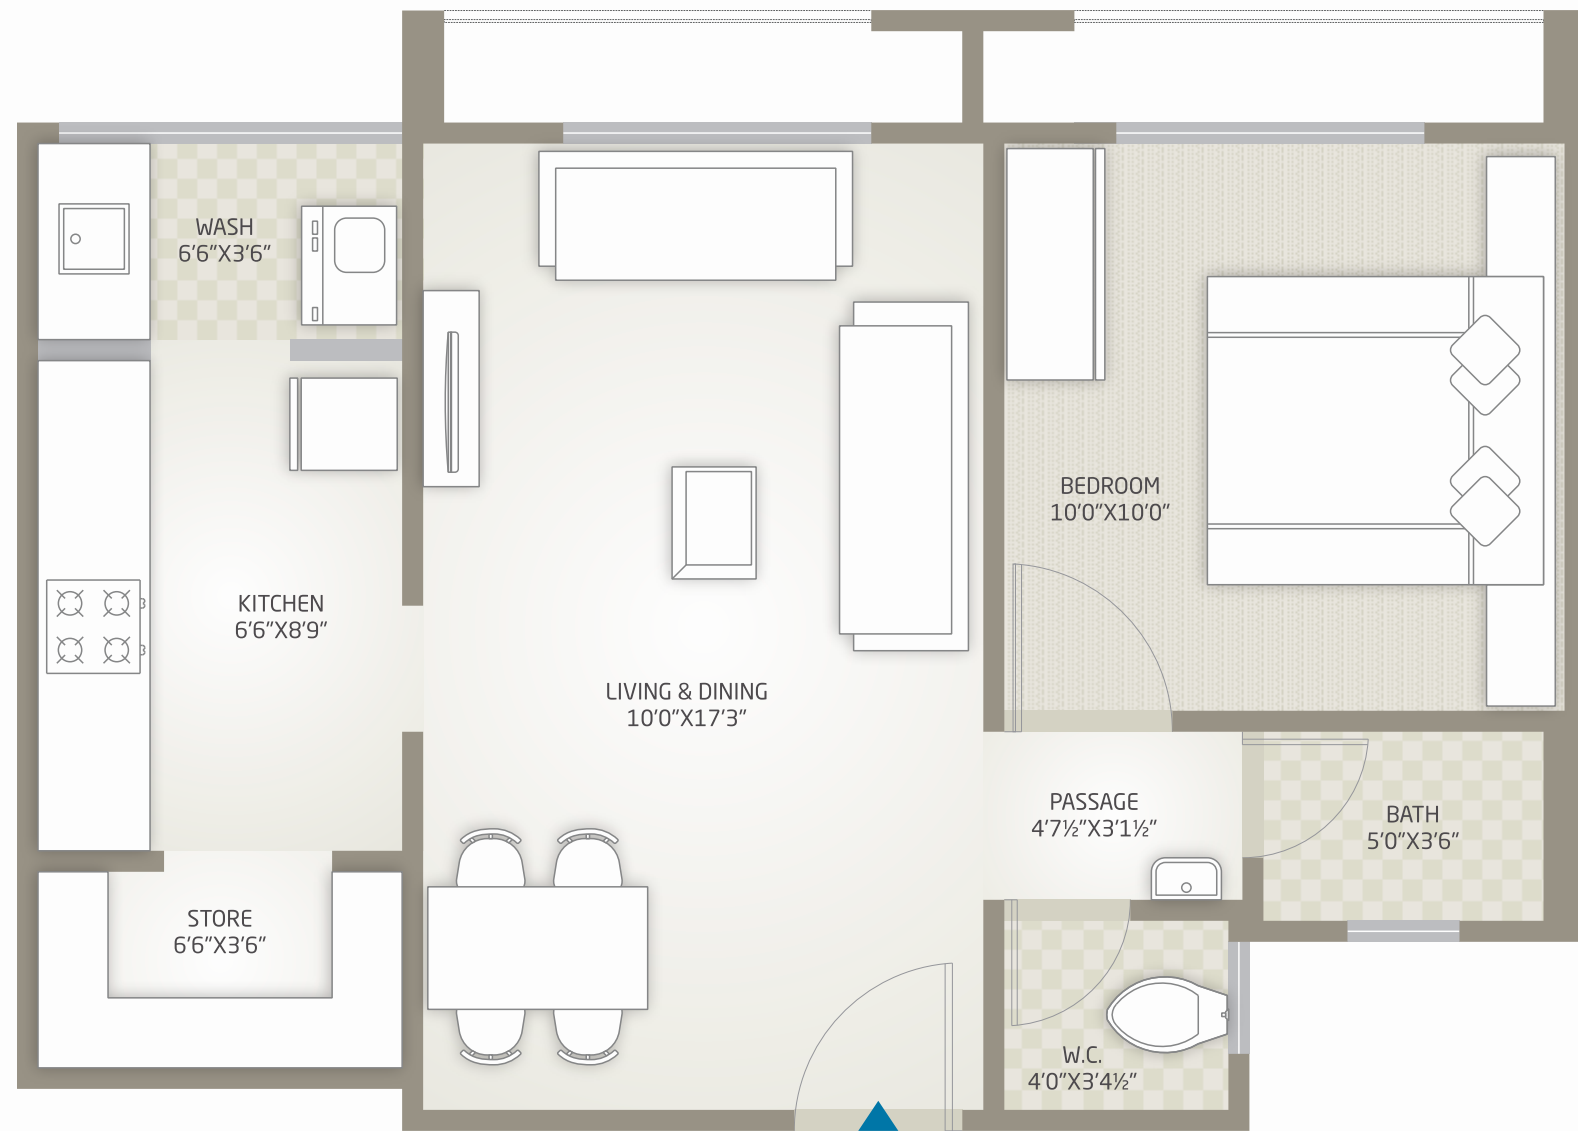 WASH
6'6"X3'6"
BEDROOM
10'0"X10'0"
KITCHEN
6'6"X8'9"
LIVING & DINING
10'0"X17'3"
PASSAGE
4'7½"X3'1½"
BATH
5'0"X3'6"
STORE
6'6"X3'6"
W.C.
4'0"X3'4½"